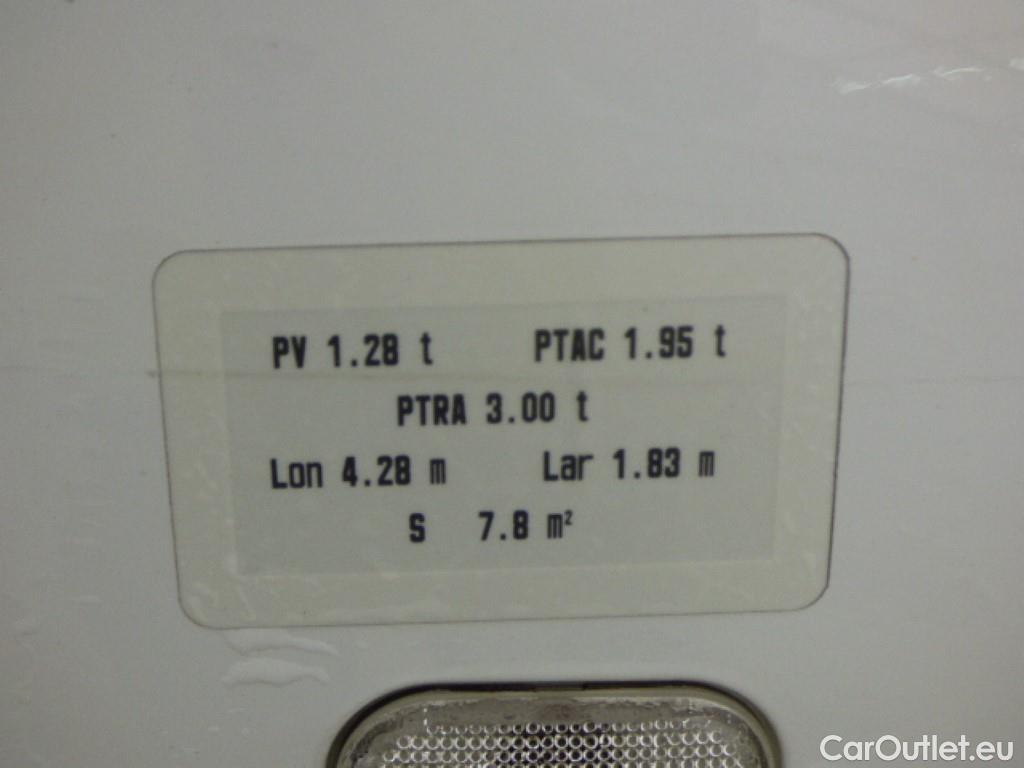 PV 1.28 t PTAC 1.95 t
PTRA 3.00 t
Lon 4.28 m Lar 1.83 m
S 7.8 m²
CarOutlet.eu